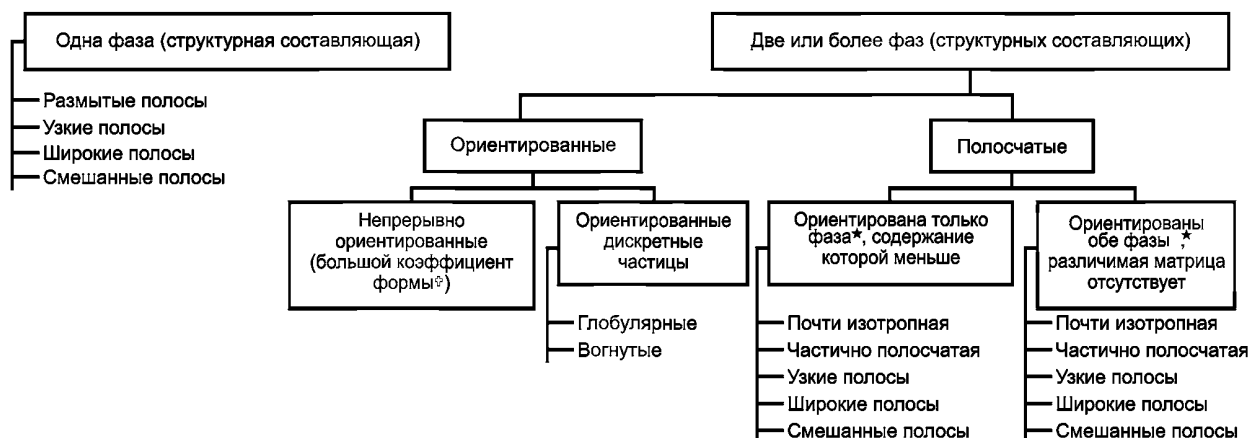 Одна фаза (структурная составляющая)
Размытые полосы
Узкие полосы
Широкие полосы
Смешанные полосы
Две или более фаз (структурных составляющих)
Ориентированные
Полосчатые
Непрерывно
ориентированные
(большой коэффициент
формы✞)
Ориентированные
дискретные
частицы
Глобулярные
Вогнутые
Ориентирована только
фаза★, содержание
которой меньше
Почти изотропная
Частично полосчатая
Узкие полосы
Широкие полосы
Смешанные полосы
Ориентированы
обе фазы ★,
различимая матрица
отсутствует
Почти изотропная
Частично полосчатая
Узкие полосы
Широкие полосы
Смешанные полосы